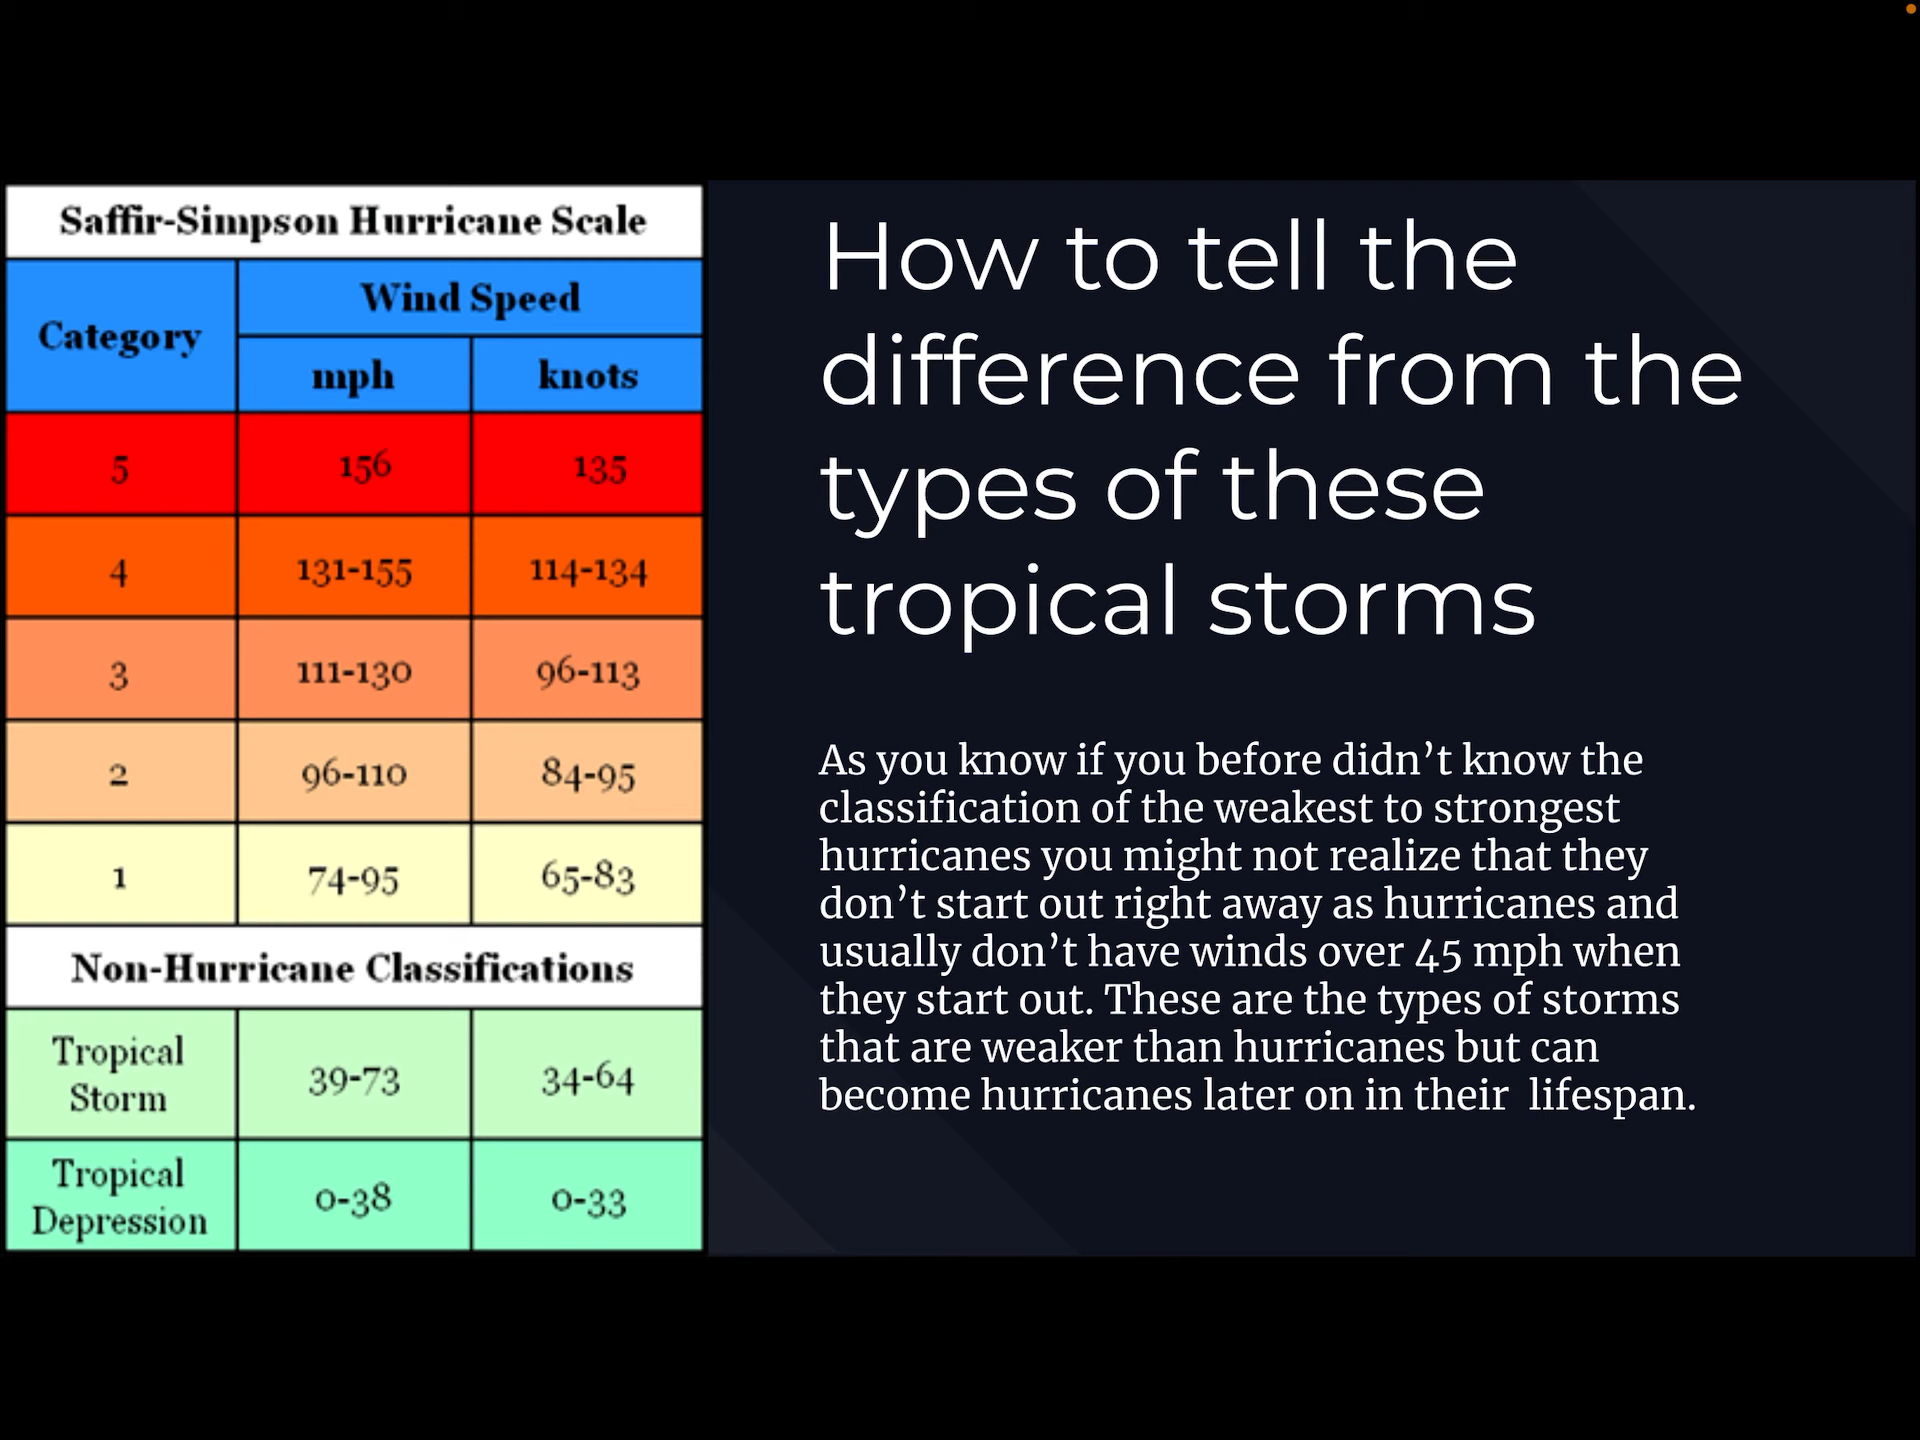 Saffir-Simpson Hurricane Scale
Category
Wind Speed
mph
knots
5 156 135
4 131-155 114-134
3 111-130 96-113
2 96-110 84-95
1 74-95 65-83
Non-Hurricane Classifications
Tropical
Storm
39-73 34-64
Tropical
Depression
0-38 0-33
How to tell the
difference from the
types of these
tropical storms
As you know if you before didn’t know the
classification of the weakest to strongest
hurricanes you might not realize that they
don’t start out right away as hurricanes and
usually don’t have winds over 45 mph when
they start out. These are the types of storms
that are weaker than hurricanes but can
become hurricanes later on in their  lifespan.